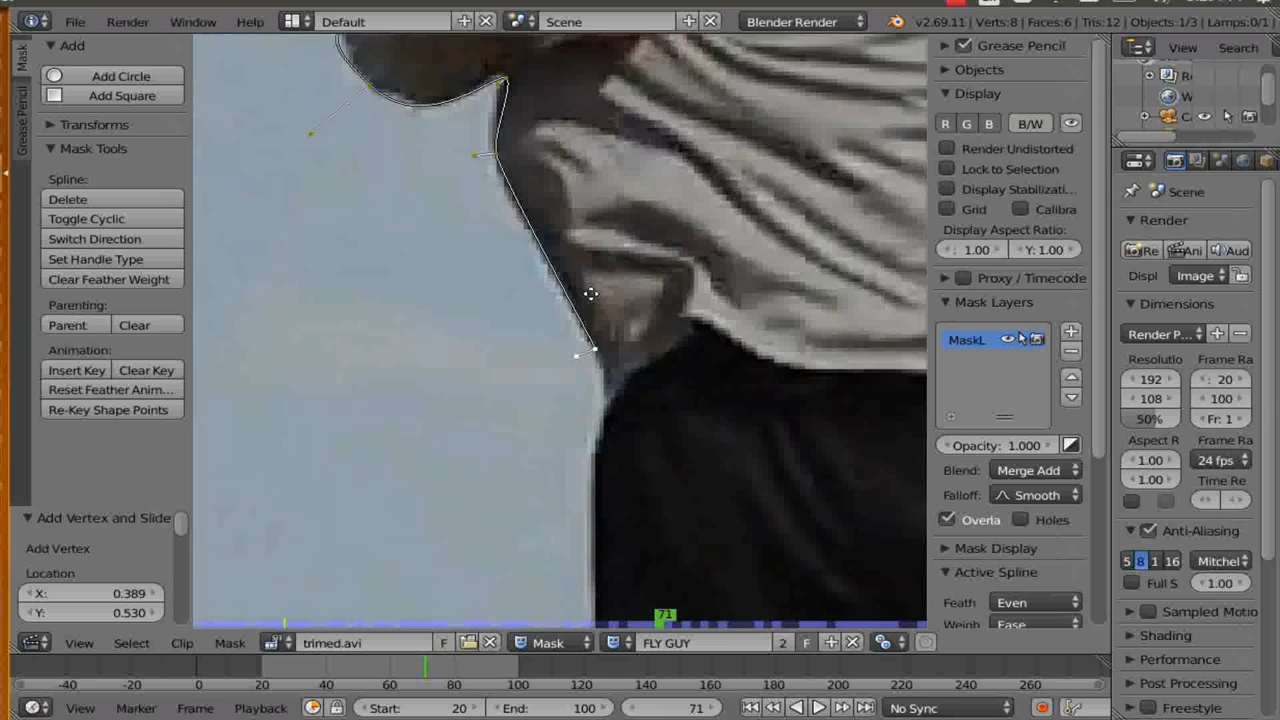 File Render Window Help Default Scene Blender Render v2.69.11 | Verts:8 | Faces:6 | Tris:12 | Objects:1/3 | Lamps:0/1
Mask
Grease Pencil
Add
Add Circle
Add Square
Transforms
Mask Tools
Spline:
Delete
Toggle Cyclic
Switch Direction
Set Handle Type
Clear Feather Weight
Parenting:
Parent Clear
Animation:
Insert Key Clear Key
Reset Feather Anim...
Re-Key Shape Points
Add Vertex and Slide
Add Vertex
Location
X: 0.389
Y: 0.530
71
Grease Pencil
Objects
Display
R G B B/W
Render Undistorted
Lock to Selection
Display Stabilizati...
Grid Calibra
Display Aspect Ratio:
: 1.00 Y: 1.00
Proxy / Timecode
Mask Layers
MaskL
Opacity: 1.000
Blend: Merge Add
Falloff: Smooth
Overla Holes
Mask Display
Active Spline
Feath Even
Weigh Ease
View Search
Scene
Render
Re Ani Aud
Displ Image
Dimensions
Render P...
Resolutio Frame Ra
192 : 20
108 100
50% Fr: 1
Aspect R Frame Ra
1.00 24 fps
1.00 Time Re
Anti-Aliasing
5 8 1 16 Mitchel
Full S 1.00
Sampled Motio
Shading
Performance
Post Processing
Freestyle
View Select Clip Mask trimed.avi F Mask FLY GUY 2 F
-40 -20 0 20 40 60 80 100 120 140 160 180 200 220 240 260
View Marker Frame Playback Start: 20 End: 100 71 No Sync